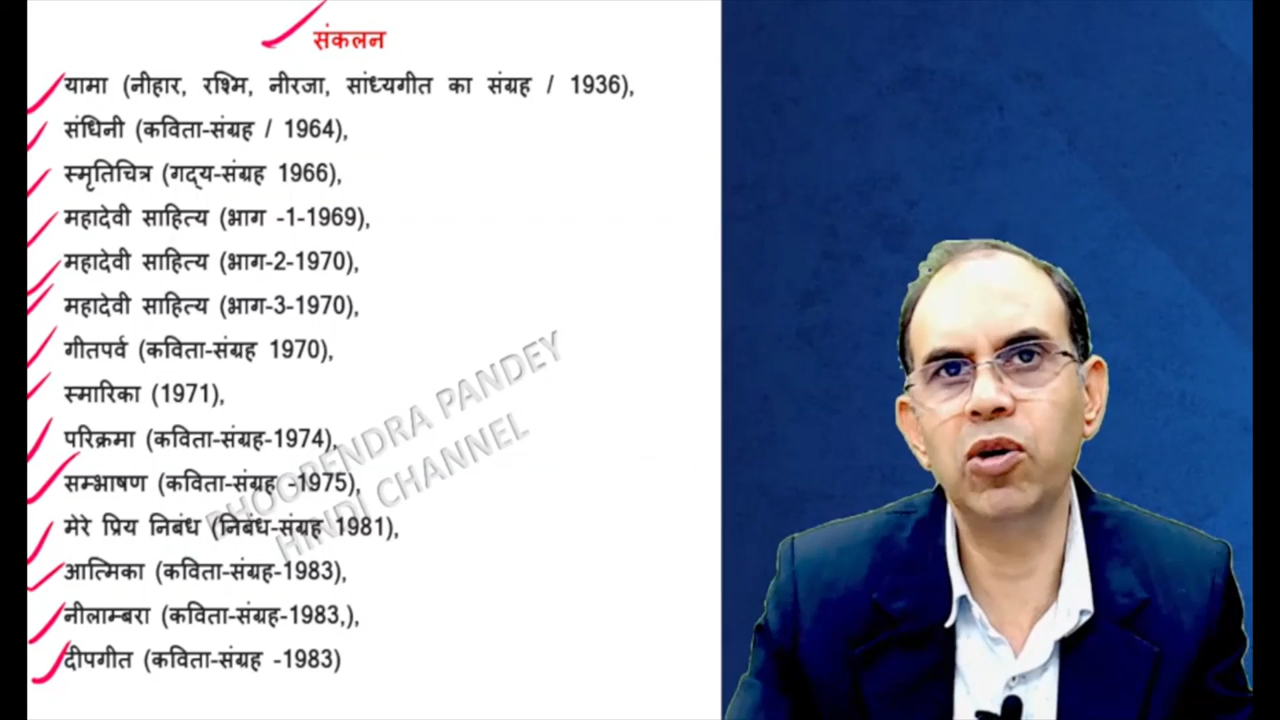 संकलन
यामा (नीहार, रश्मि, नीरजा, सांध्यगीत का संग्रह / 1936),
संधिनी (कविता-संग्रह / 1964),
स्मृतिचित्र (गद्य-संग्रह 1966),
महादेवी साहित्य (भाग -1-1969),
महादेवी साहित्य (भाग-2-1970),
महादेवी साहित्य (भाग-3-1970),
गीतपर्व (कविता-संग्रह 1970),
स्मारिका (1971),
परिक्रमा (कविता-संग्रह-1974),
सम्भाषण (कविता-संग्रह -1975),
मेरे प्रिय निबंध (निबंध-संग्रह 1981),
आत्मिका (कविता-संग्रह-1983),
नीलाम्बरा (कविता-संग्रह-1983,),
दीपगीत (कविता-संग्रह -1983)
BHOOPENDRA PANDEY
HINDI CHANNEL